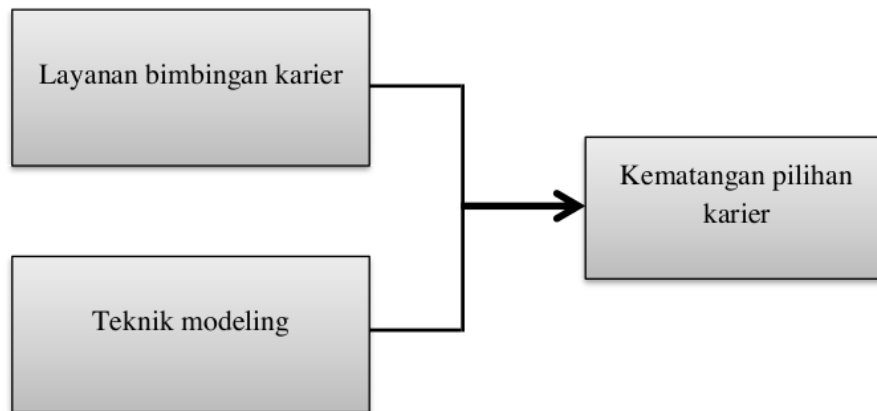 Layanan bimbingan karier
Kematangan pilihan
karier
Teknik modeling